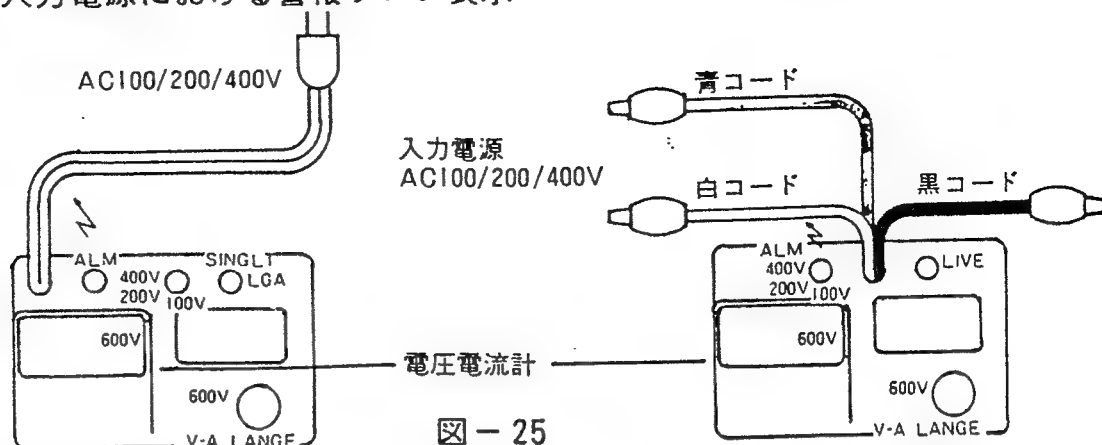 入力電源における警報ランプ表示
AC100/200/400V
ALM
SINGLT
400V
200V
100V
LGA
600V
600V
V-A LANGE
入力電源
AC100/200/400V
青コード
白コード
黒コード
ALM
400V
200V
100V
LIVE
600V
600V
V-A LANGE
電圧電流計
図－25